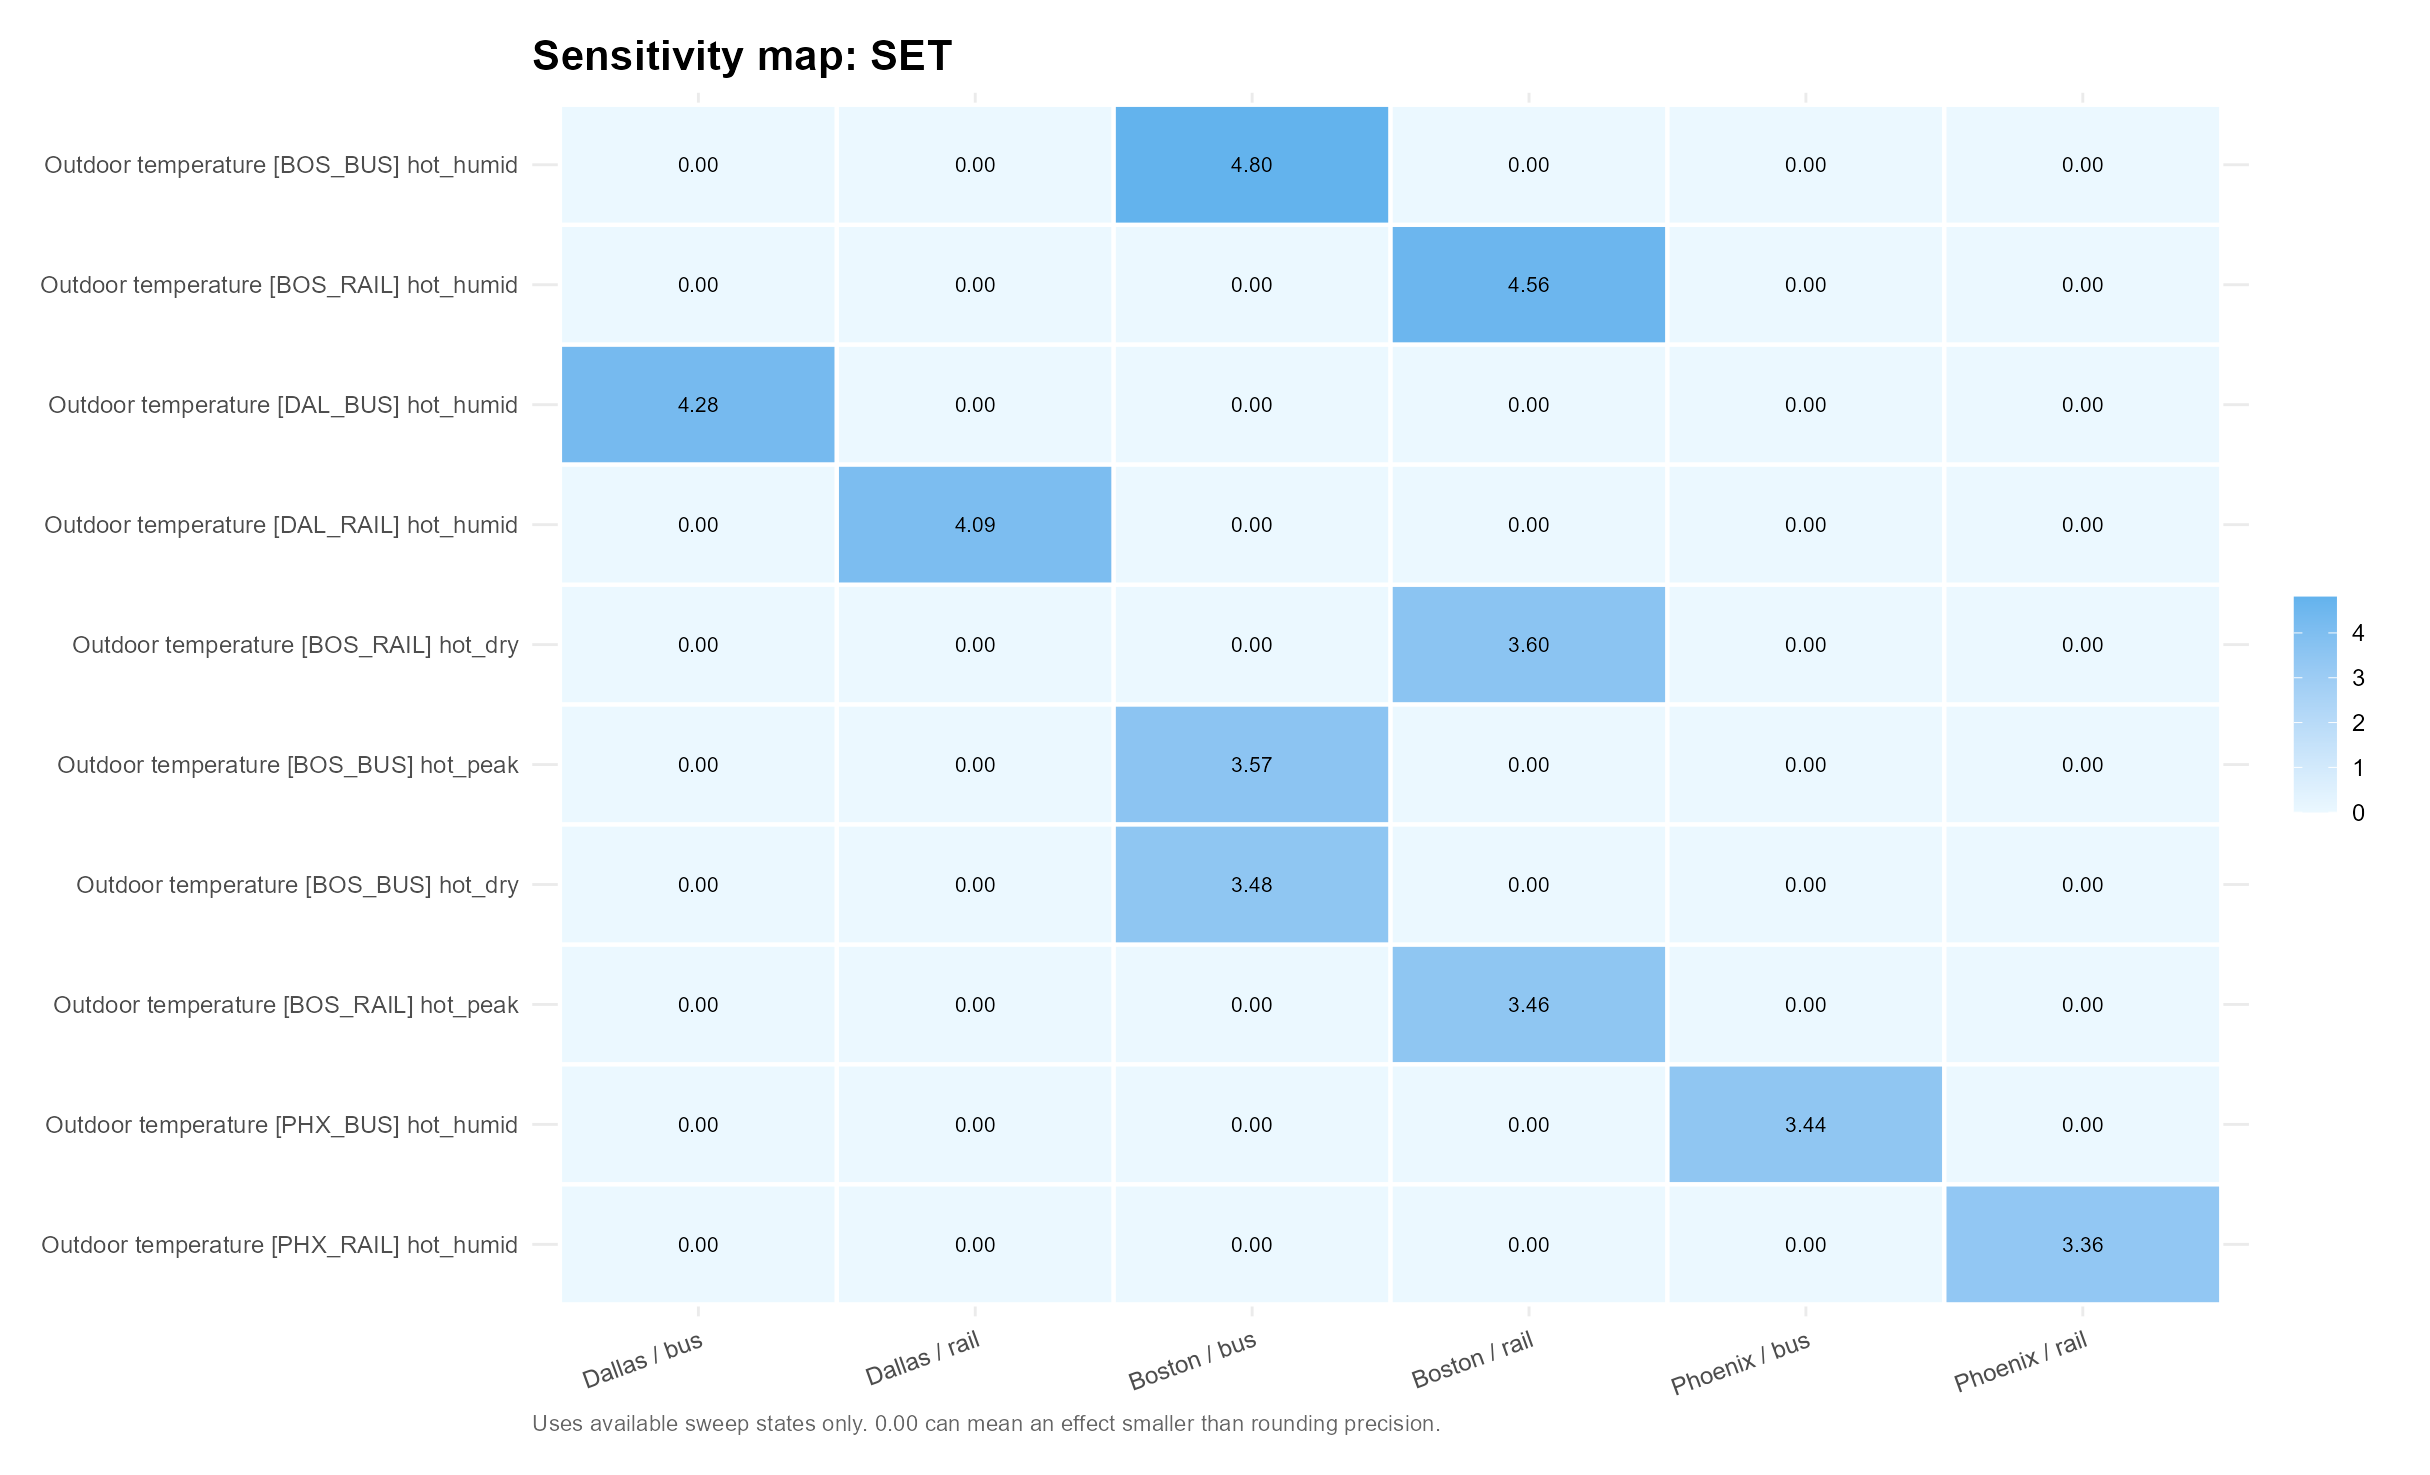 Sensitivity map: SET
Outdoor temperature [BOS_BUS] hot_humid 0.00 0.00 4.80 0.00 0.00 0.00
Outdoor temperature [BOS_RAIL] hot_humid 0.00 0.00 0.00 4.56 0.00 0.00
Outdoor temperature [DAL_BUS] hot_humid 4.28 0.00 0.00 0.00 0.00 0.00
Outdoor temperature [DAL_RAIL] hot_humid 0.00 4.09 0.00 0.00 0.00 0.00
Outdoor temperature [BOS_RAIL] hot_dry 0.00 0.00 0.00 3.60 0.00 0.00
Outdoor temperature [BOS_BUS] hot_peak 0.00 0.00 3.57 0.00 0.00 0.00
Outdoor temperature [BOS_BUS] hot_dry 0.00 0.00 3.48 0.00 0.00 0.00
Outdoor temperature [BOS_RAIL] hot_peak 0.00 0.00 0.00 3.46 0.00 0.00
Outdoor temperature [PHX_BUS] hot_humid 0.00 0.00 0.00 0.00 3.44 0.00
Outdoor temperature [PHX_RAIL] hot_humid 0.00 0.00 0.00 0.00 0.00 3.36
4
3
2
1
0
Dallas / bus Dallas / rail Boston / bus Boston / rail Phoenix / bus Phoenix / rail
Uses available sweep states only. 0.00 can mean an effect smaller than rounding precision.